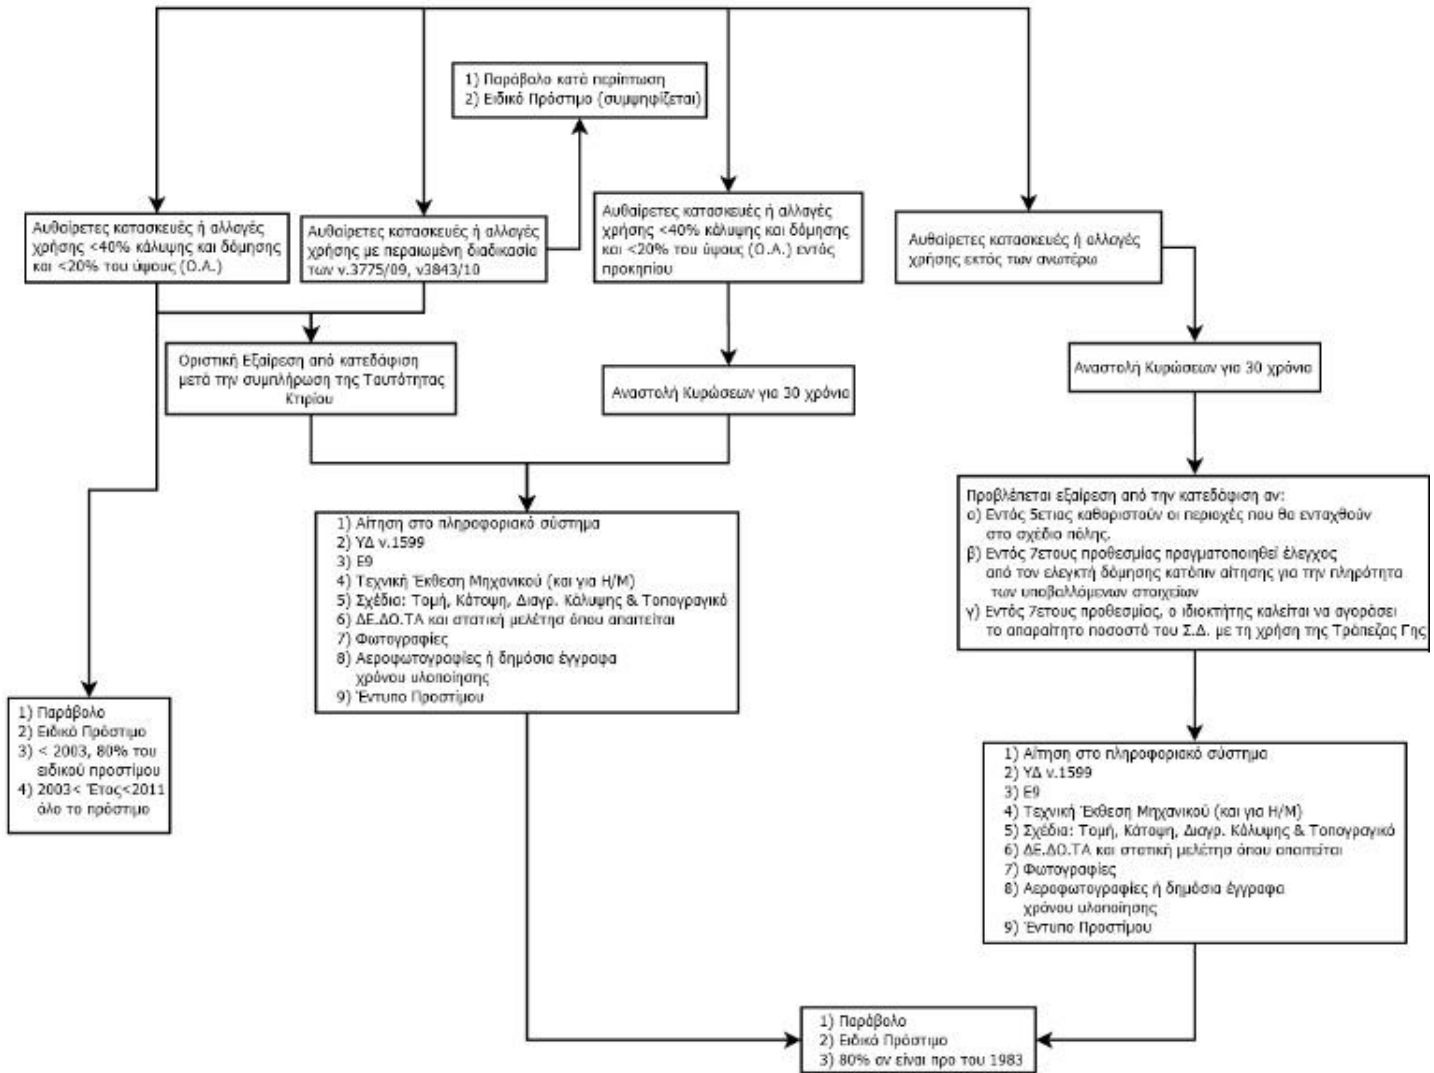 1) Παράβολο κατά περίπτωση
2) Ειδικό Πρόστιμο (συμψηφίζεται)
Αυθαίρετες κατασκευές ή αλλαγές
χρήσης <40% κάλυψης και δόμησης
και <20% του ύψους (Ο.Α.)
Αυθαίρετες κατασκευές ή αλλαγές
χρήσης με περαιωμένη διαδικασία
των ν.3775/09, ν3843/10
Αυθαίρετες κατασκευές ή αλλαγές
χρήσης <40% κάλυψης και δόμησης
και <20% του ύψους (Ο.Α.) εντός
προκηπίου
Αυθαίρετες κατασκευές ή αλλαγές
χρήσης εκτός των ανωτέρω
Οριστική Εξαίρεση από κατεδάφιση
μετά την συμπλήρωση της Ταυτότητας
Κτιρίου
Αναστολή Κυρώσεων για 30 χρόνια
Αναστολή Κυρώσεων για 30 χρόνια
Προβλέπεται εξαίρεση από την κατεδάφιση αν:
α) Εντός 5ετιας καθοριστούν οι περιοχές που θα ενταχθούν
στο σχέδιο πόλης.
β) Εντός 7ετους προθεσμίας πραγματοποιηθεί έλεγχος
από τον ελεγκτή δόμησης κατόπιν αίτησης για την πληρότητα
των υποβαλλόμενων στοιχείων
γ) Εντός 7ετους προθεσμίας, ο ιδιοκτήτης καλείται να αγοράσει
το απαραίτητο ποσοστό του Σ.Δ. με τη χρήση της Τράπεζας Γης
1) Αίτηση στο πληροφοριακό σύστημα
2) ΥΔ ν.1599
3) Ε9
4) Τεχνική Έκθεση Μηχανικού (και για Η/Μ)
5) Σχέδια: Τομή, Κάτοψη, Διαγρ. Κάλυψης & Τοπογραγικό
6) ΔΕ.ΔΟ.ΤΑ και στατική μελέτησ όπου απαιτείται
7) Φωτογραφίες
8) Αεροφωτογραφίες ή δημόσια έγγραφα
χρόνου υλοποίησης
9) Έντυπο Προστίμου
1) Παράβολο
2) Ειδικό Πρόστιμο
3) < 2003, 80% του
ειδικού προστίμου
4) 2003< Έτος<2011
όλο το πρόστιμο
1) Αίτηση στο πληροφοριακό σύστημα
2) ΥΔ ν.1599
3) Ε9
4) Τεχνική Έκθεση Μηχανικού (και για Η/Μ)
5) Σχέδια: Τομή, Κάτοψη, Διαγρ. Κάλυψης & Τοπογραγικό
6) ΔΕ.ΔΟ.ΤΑ και στατική μελέτησ όπου απαιτείται
7) Φωτογραφίες
8) Αεροφωτογραφίες ή δημόσια έγγραφα
χρόνου υλοποίησης
9) Έντυπο Προστίμου
1) Παράβολο
2) Ειδικό Πρόστιμο
3) 80% αν είναι προ του 1983